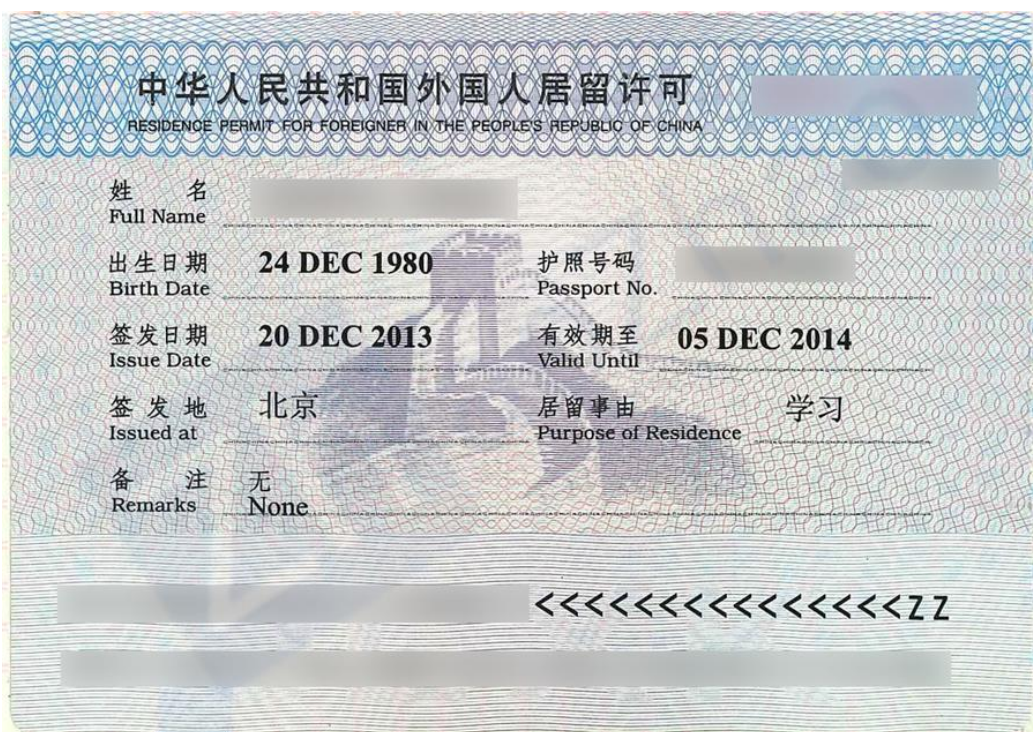 中华人民共和国外国人居留许可
RESIDENCE PERMIT FOR FOREIGNER IN THE PEOPLE'S REPUBLIC OF CHINA
姓 名
Full Name
出生日期 24 DEC 1980 护照号码
Birth Date Passport No.
签发日期 20 DEC 2013 有效期至 05 DEC 2014
Issue Date Valid Until
签发地 北京 居留事由 学习
Issued at Purpose of Residence
备 注 无
Remarks None
<<<<<<<<<<<<<<<ZZ